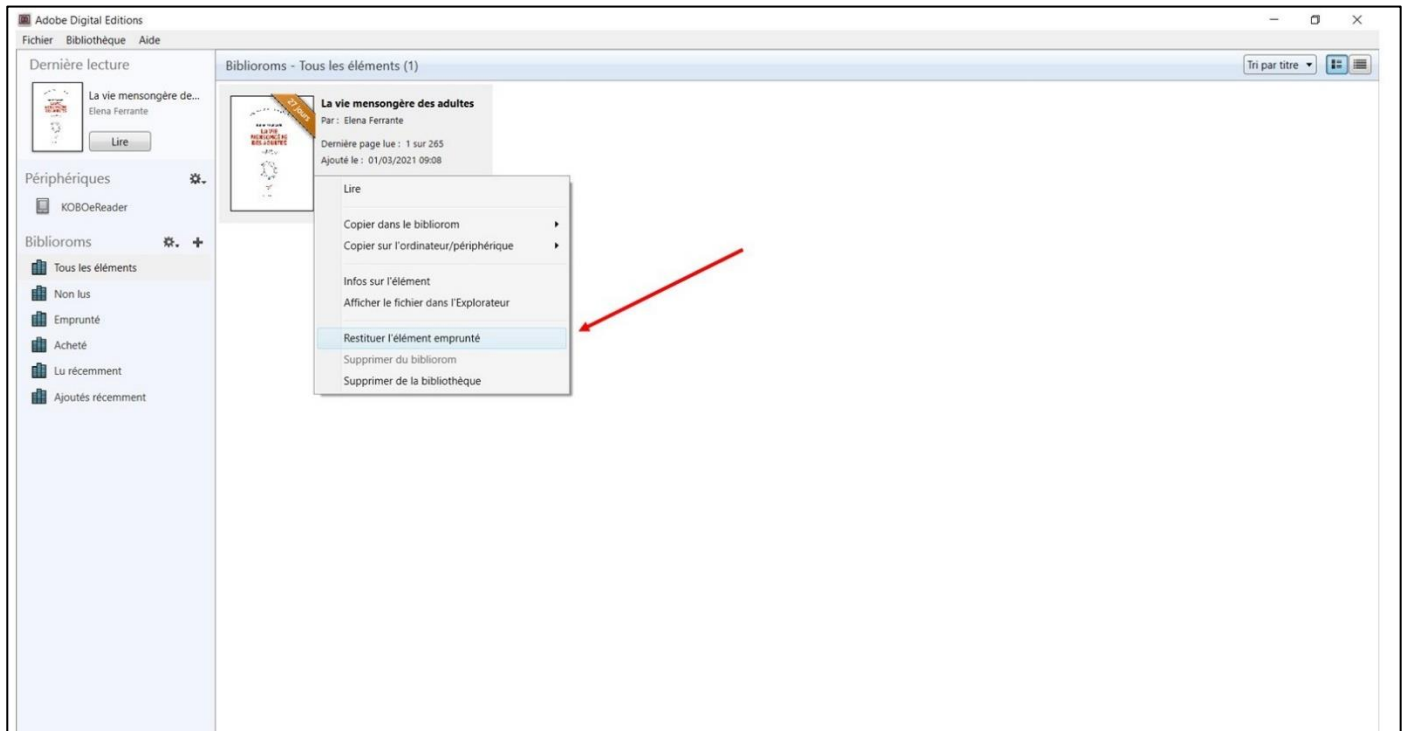 Adobe Digital Editions
Fichier Bibliothèque Aide
Dernière lecture
La vie mensongère de...
Elena Ferrante
Lire
Périphériques
KOBOeReader
Biblioroms
Tous les éléments
Non lus
Emprunté
Acheté
Lu récemment
Ajoutés récemment
Biblioroms - Tous les éléments (1)
Tri par titre
27 jours
La vie mensongère des adultes
Par : Elena Ferrante
Dernière page lue : 1 sur 265
Ajouté le : 01/03/2021 09:08
Lire
Copier dans le bibliorom
Copier sur l'ordinateur/périphérique
Infos sur l'élément
Afficher le fichier dans l'Explorateur
Restituer l'élément emprunté
Supprimer du bibliorom
Supprimer de la bibliothèque